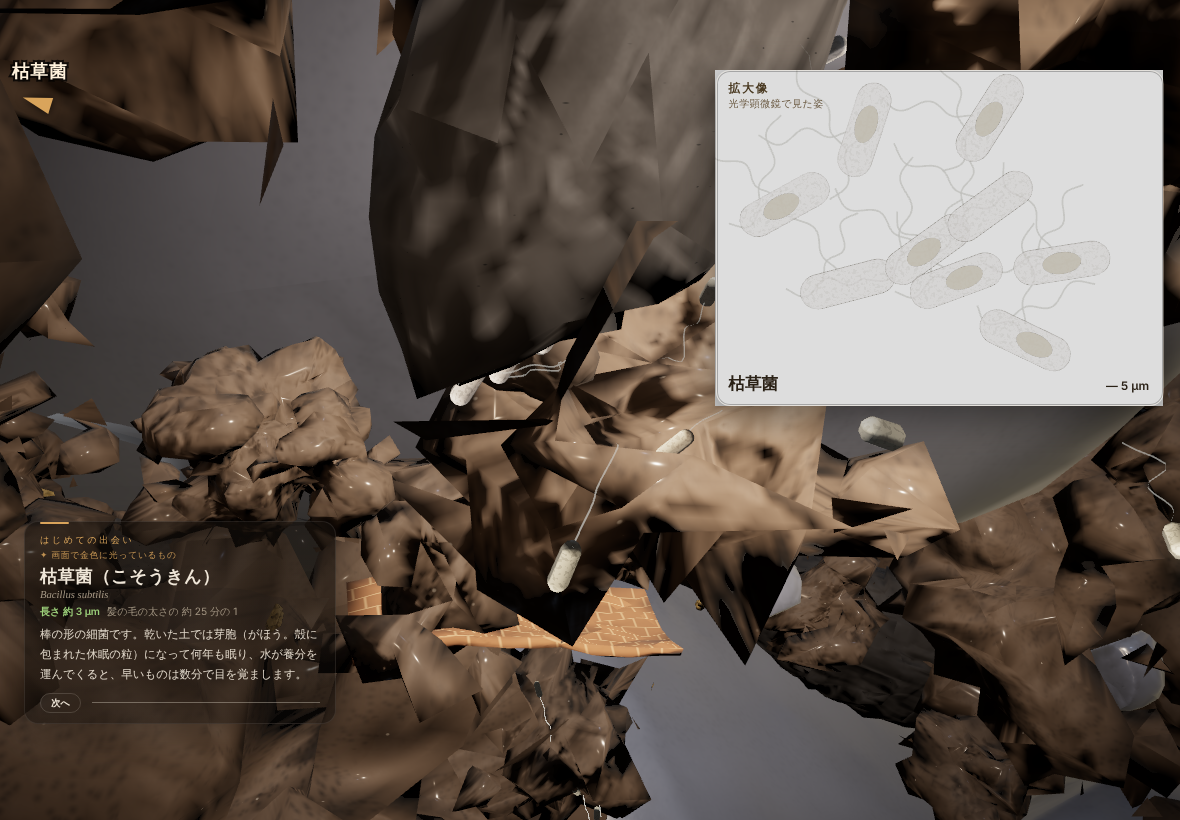 枯草菌
拡大像
光学顕微鏡で見た姿
枯草菌
5 µm
はじめての出会い
✦ 画面で金色に光っているもの
枯草菌（こそうきん）
Bacillus subtilis
長さ 約 3 µm 髪の毛の太さの 約 25 分の 1
棒の形の細菌です。乾いた土では芽胞（がほう。殻に
包まれた休眠の粒）になって何年も眠り、水が養分を
運んでくると、早いものは数分で目を覚まします。
次へ